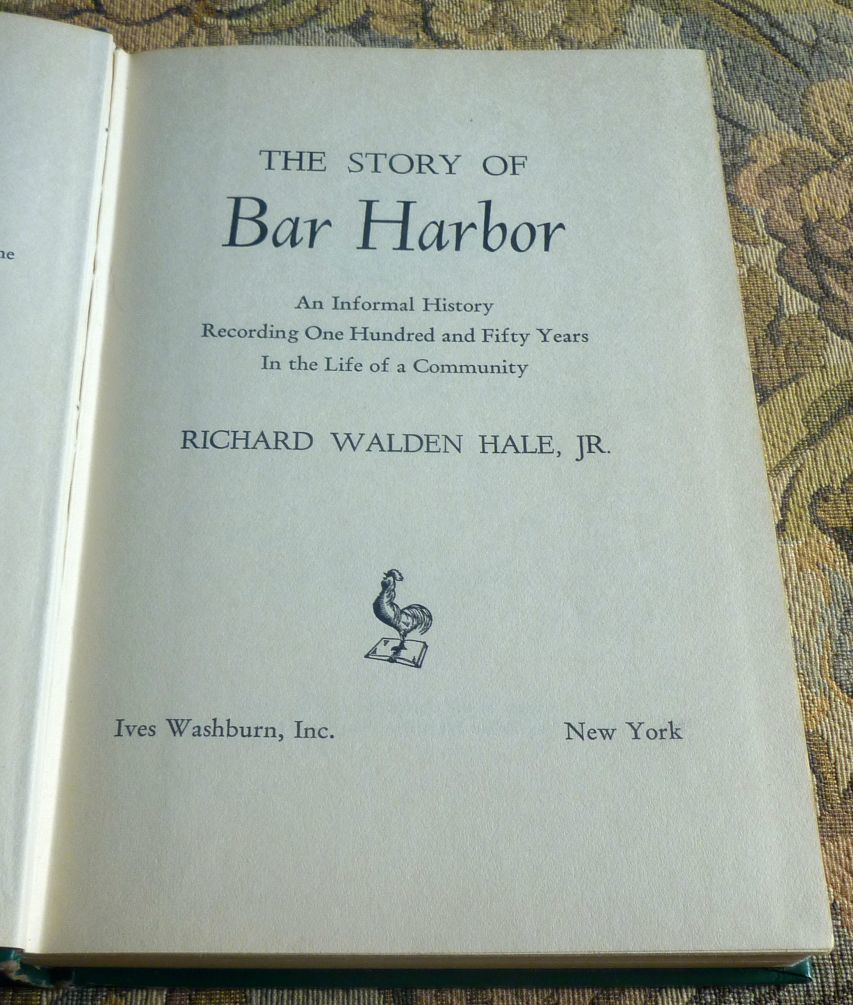 THE STORY OF
Bar Harbor
An Informal History
Recording One Hundred and Fifty Years
In the Life of a Community
RICHARD WALDEN HALE, JR.
Ives Washburn, Inc. New York